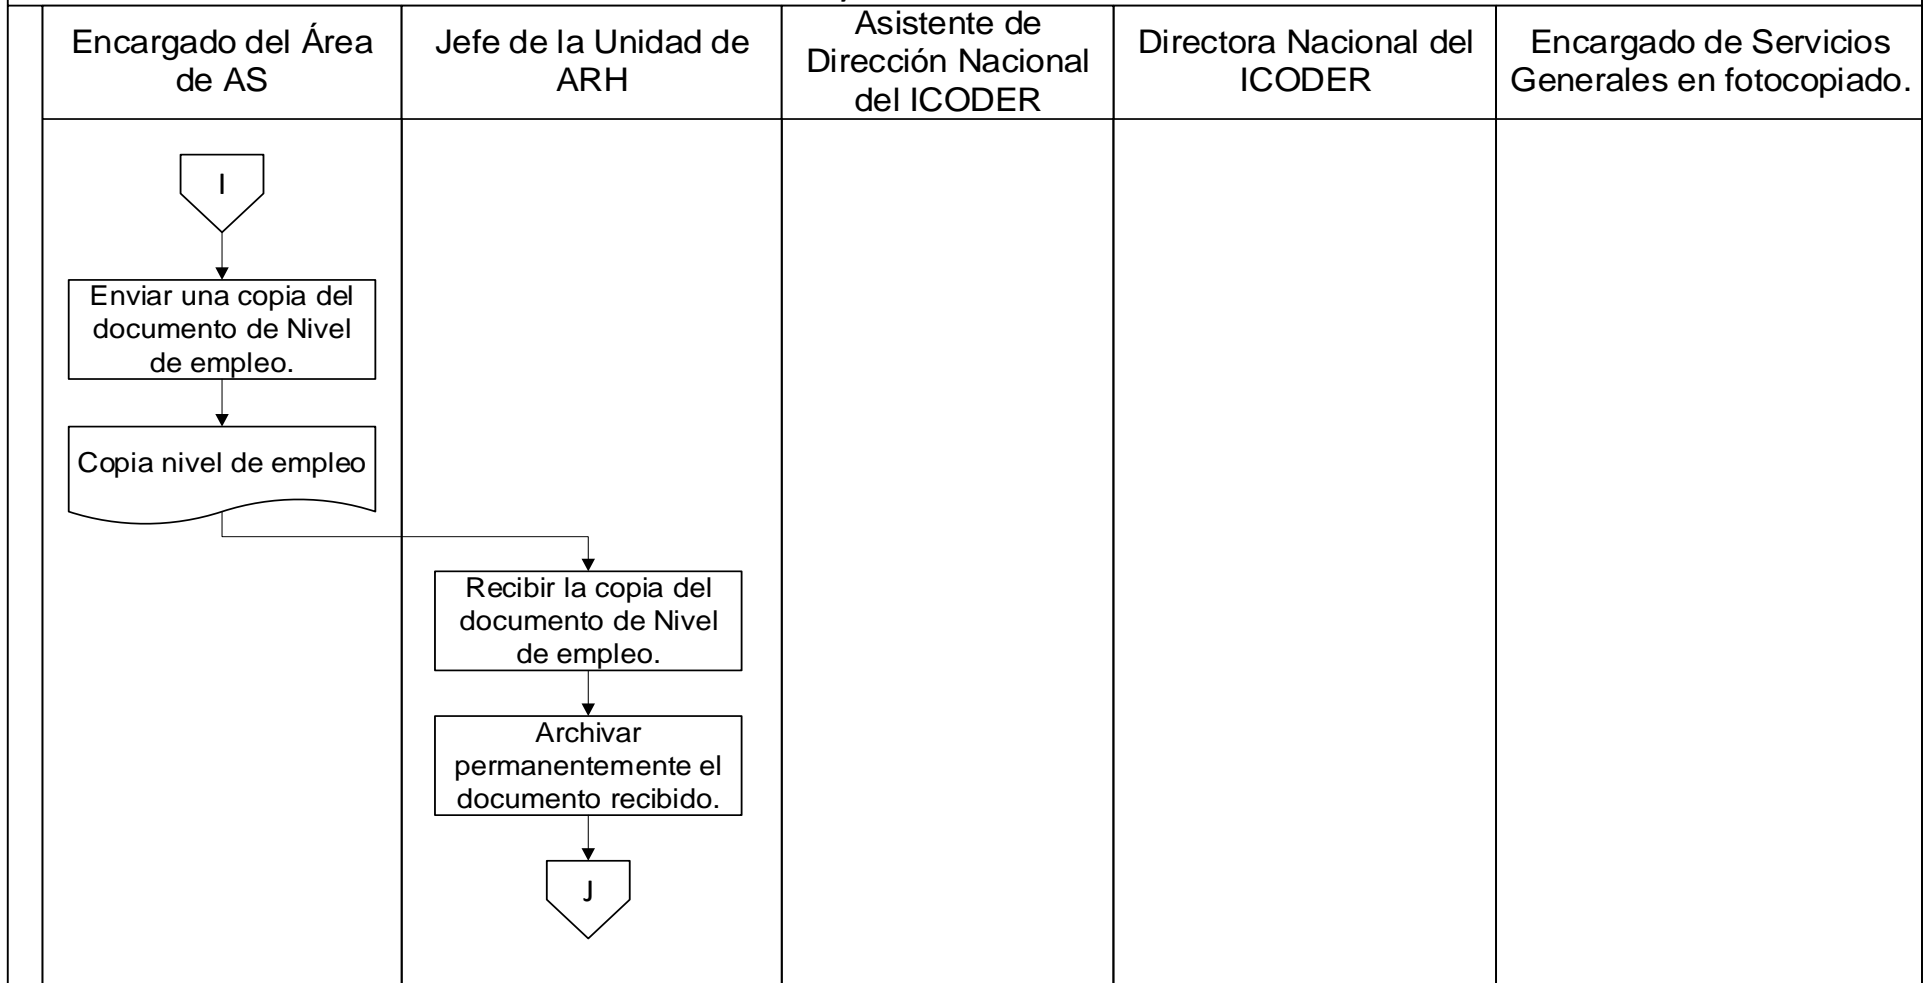 Encargado del Área
de AS
Jefe de la Unidad de
ARH
Asistente de
Dirección Nacional
del ICODER
Directora Nacional del
ICODER
Encargado de Servicios
Generales en fotocopiado.
I
Enviar una copia del
documento de Nivel
de empleo.
Copia nivel de empleo
Recibir la copia del
documento de Nivel
de empleo.
Archivar
permanentemente el
documento recibido.
J